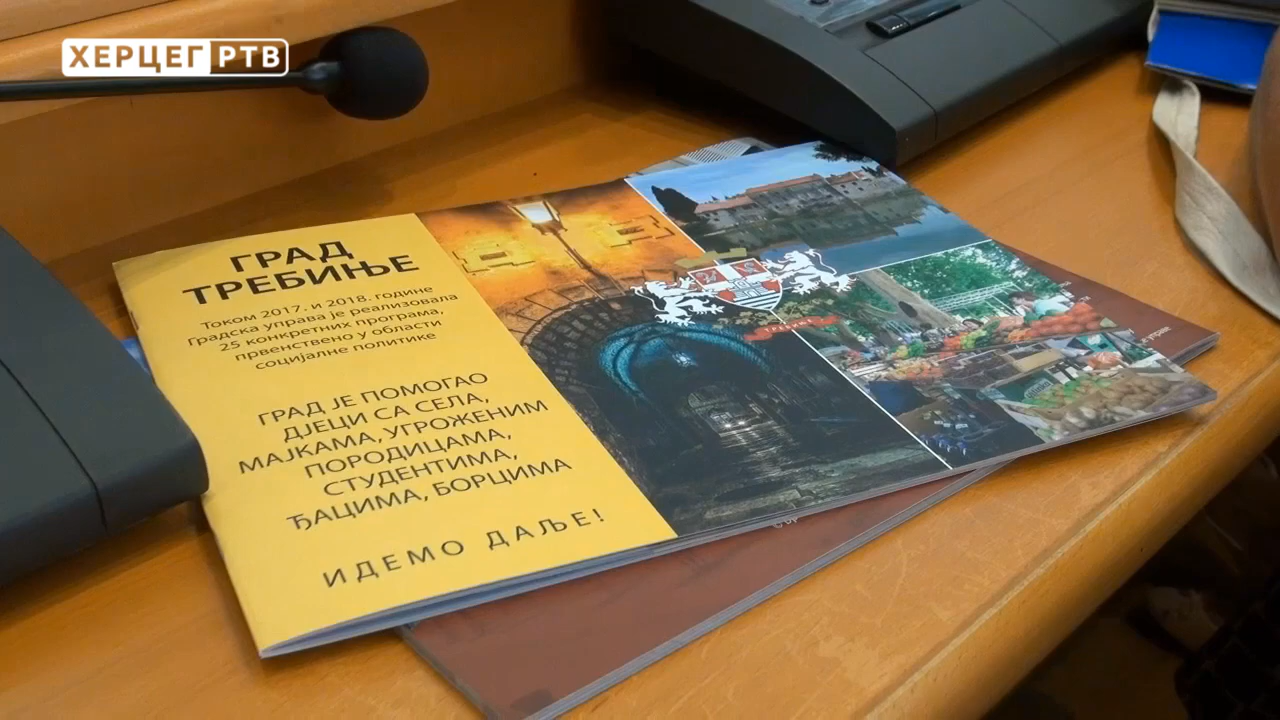 ХЕРЦЕГ РТВ
ГРАД
ТРЕБИЊЕ
Током 2017. и 2018. године
Градска управа је реализовала
25 конкретних програма,
првенствено у области
социјалне политике
ГРАД ЈЕ ПОМОГАО
ДЈЕЦИ СА СЕЛА,
МАЈКАМА, УГРОЖЕНИМ
ПОРОДИЦАМА,
СТУДЕНТИМА,
ЂАЦИМА, БОРЦИМА
ИДЕМО ДАЉЕ!
ТРЕБИЊЕ